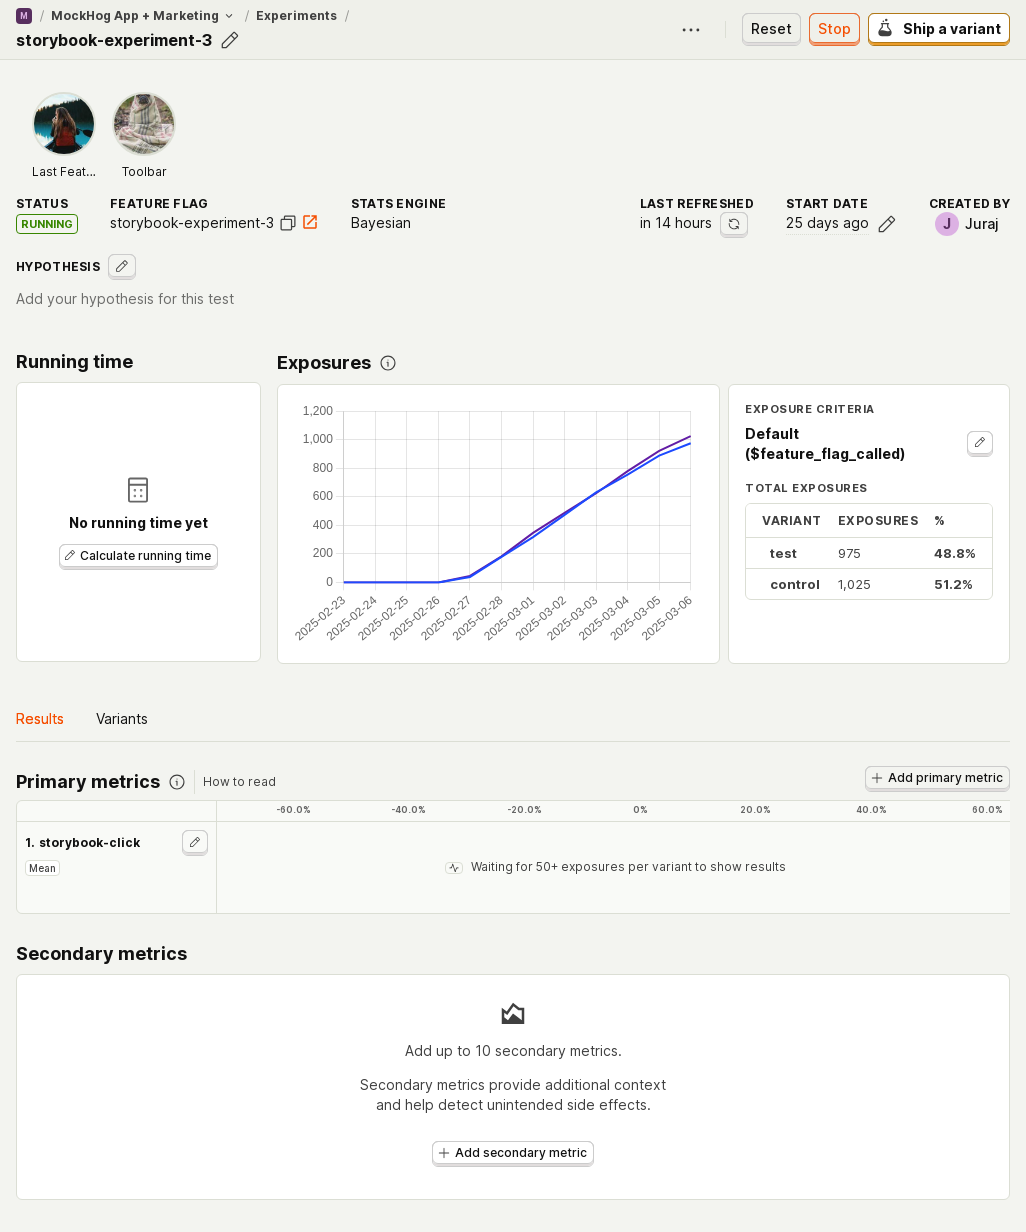 M / MockHog App + Marketing / Experiments /
storybook-experiment-3
Reset Stop Ship a variant
Last Feat... Toolbar
STATUS FEATURE FLAG STATS ENGINE LAST REFRESHED START DATE CREATED BY
RUNNING storybook-experiment-3 Bayesian in 14 hours 25 days ago J Juraj
HYPOTHESIS
Add your hypothesis for this test
Running time
No running time yet
Calculate running time
Exposures
1,200
1,000
800
600
400
200
0
2025-02-23 2025-02-24 2025-02-25 2025-02-26 2025-02-27 2025-02-28 2025-03-01 2025-03-02 2025-03-03 2025-03-04 2025-03-05 2025-03-06
EXPOSURE CRITERIA
Default
($feature_flag_called)
TOTAL EXPOSURES
VARIANT EXPOSURES %
test 975 48.8%
control 1,025 51.2%
Results Variants
Primary metrics How to read Add primary metric
-60.0% -40.0% -20.0% 0% 20.0% 40.0% 60.0%
1. storybook-click
Mean
Waiting for 50+ exposures per variant to show results
Secondary metrics
Add up to 10 secondary metrics.
Secondary metrics provide additional context
and help detect unintended side effects.
Add secondary metric